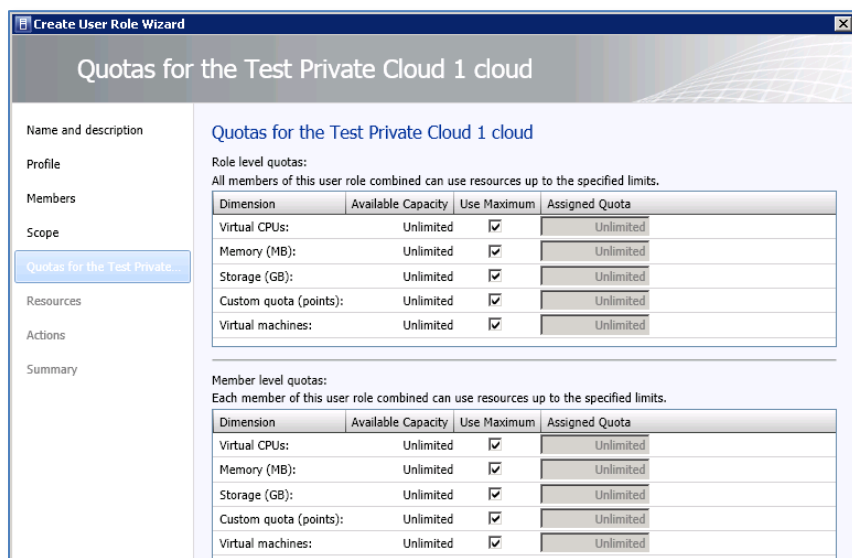 Create User Role Wizard
Quotas for the Test Private Cloud 1 cloud
Name and description
Profile
Members
Scope
Quotas for the Test Private...
Resources
Actions
Summary
Quotas for the Test Private Cloud 1 cloud
Role level quotas:
All members of this user role combined can use resources up to the specified limits.
Dimension Available Capacity Use Maximum Assigned Quota
Virtual CPUs: Unlimited Unlimited
Memory (MB): Unlimited Unlimited
Storage (GB): Unlimited Unlimited
Custom quota (points): Unlimited Unlimited
Virtual machines: Unlimited Unlimited
Member level quotas:
Each member of this user role combined can use resources up to the specified limits.
Dimension Available Capacity Use Maximum Assigned Quota
Virtual CPUs: Unlimited Unlimited
Memory (MB): Unlimited Unlimited
Storage (GB): Unlimited Unlimited
Custom quota (points): Unlimited Unlimited
Virtual machines: Unlimited Unlimited